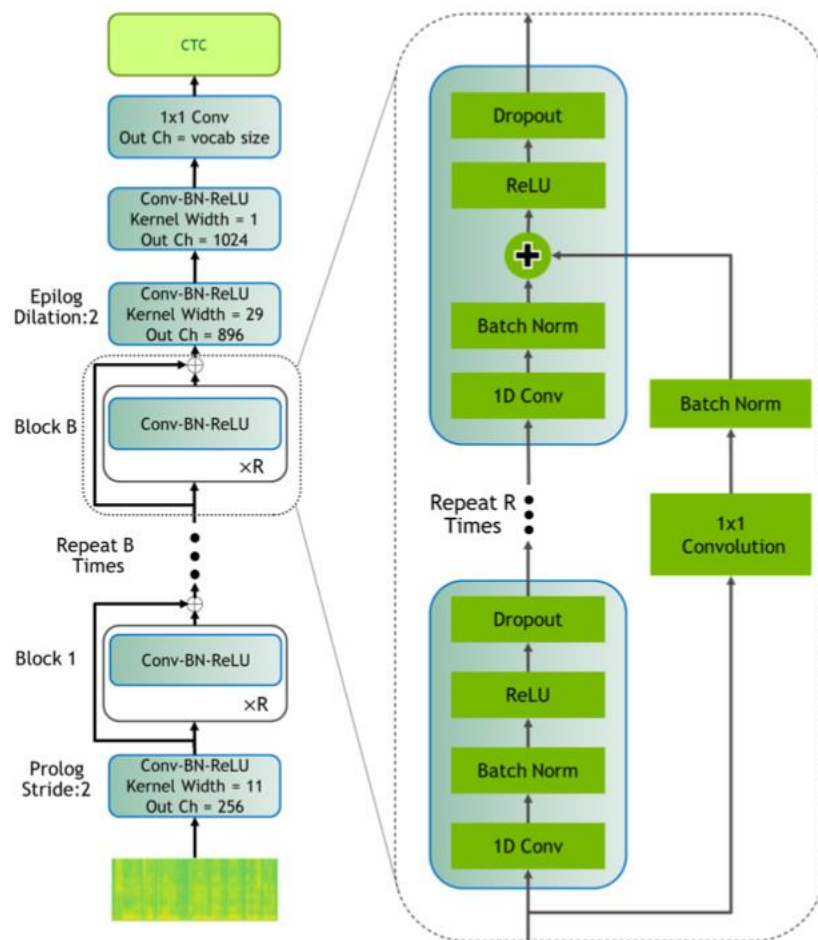 CTC
1x1 Conv
Out Ch = vocab size
Conv-BN-ReLU
Kernel Width = 1
Out Ch = 1024
Epilog
Dilation:2
Conv-BN-ReLU
Kernel Width = 29
Out Ch = 896
Block B
Conv-BN-ReLU
×R
Repeat B
Times
Block 1
Conv-BN-ReLU
×R
Prolog
Stride:2
Conv-BN-ReLU
Kernel Width = 11
Out Ch = 256
Dropout
ReLU
+
Batch Norm
1D Conv
Batch Norm
1x1
Convolution
Repeat R
Times
Dropout
ReLU
Batch Norm
1D Conv